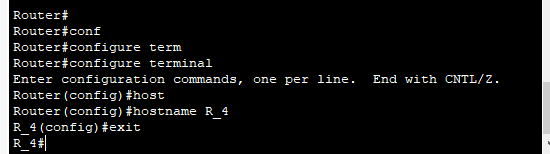 Router#
Router#conf
Router#configure term
Router#configure terminal
Enter configuration commands, one per line.  End with CNTL/Z.
Router(config)#host
Router(config)#hostname R_4
R_4(config)#exit
R_4#